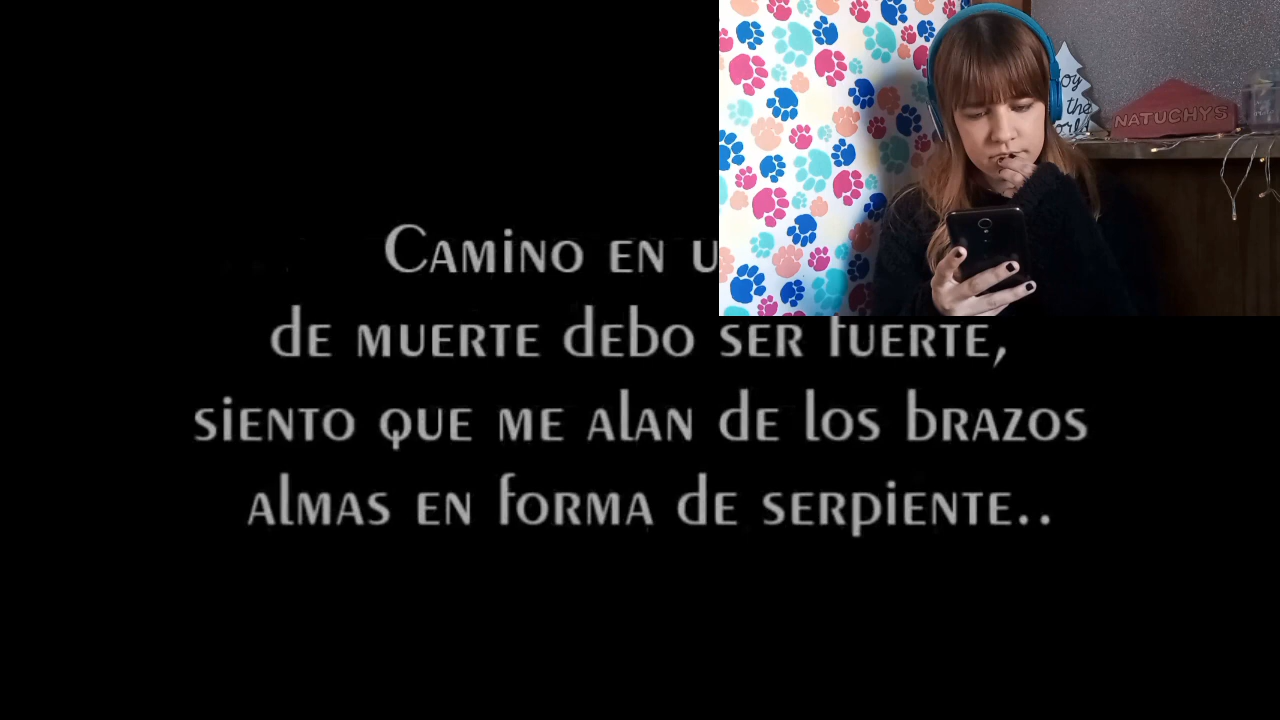 Camino en u
de muerte debo ser fuerte,
siento que me alan de los brazos
almas en forma de serpiente..
the
NATUCHYS